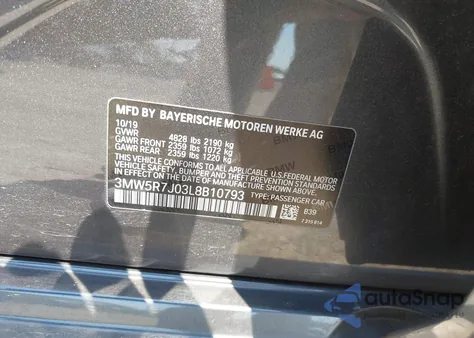 MFD BY BAYERISCHE MOTOREN WERKE AG
10/19
GVWR 4828 lbs 2190 kg
GAWR FRONT 2359 lbs 1072 kg
GAWR REAR 2359 lbs 1220 kg
THIS VEHICLE CONFORMS TO ALL APPLICABLE U.S.FEDERAL MOTOR
VEHICLE SAFETY, BUMPER, AND THEFT PREVENTION STANDARDS
IN EFFECT ON THE DATE OF MANUFACTURE SHOWN ABOVE.
3MW5R7J03L8B10793 TYPE: PASSENGER CAR
B39
autoSnap